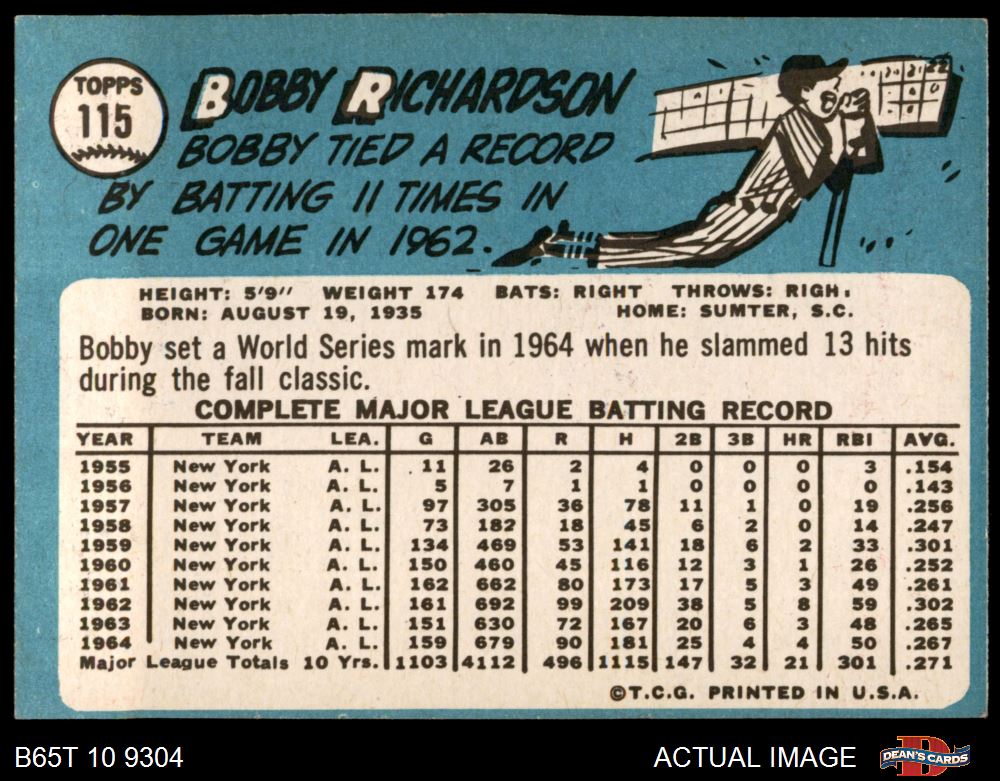 TOPPS
115
BOBBY RICHARDSON
BOBBY TIED A RECORD
BY BATTING 11 TIMES IN
ONE GAME IN 1962.
HEIGHT: 5'9" WEIGHT 174 BATS: RIGHT THROWS: RIGH.
BORN: AUGUST 19, 1935 HOME: SUMTER, S.C.
Bobby set a World Series mark in 1964 when he slammed 13 hits
during the fall classic.
COMPLETE MAJOR LEAGUE BATTING RECORD
YEAR TEAM LEA. G AB R H 2B 3B HR RBI AVG.
1955 New York A. L. 11 26 2 4 0 0 0 3 .154
1956 New York A. L. 5 7 1 1 0 0 0 0 .143
1957 New York A. L. 97 305 36 78 11 1 0 19 .256
1958 New York A. L. 73 182 18 45 6 2 0 14 .247
1959 New York A. L. 134 469 53 141 18 6 2 33 .301
1960 New York A. L. 150 460 45 116 12 3 1 26 .252
1961 New York A. L. 162 662 80 173 17 5 3 49 .261
1962 New York A. L. 161 692 99 209 38 5 8 59 .302
1963 New York A. L. 151 630 72 167 20 6 3 48 .265
1964 New York A. L. 159 679 90 181 25 4 4 50 .267
Major League Totals 10 Yrs. 1103 4112 496 1115 147 32 21 301 .271
©T.C.G. PRINTED IN U.S.A.
B65T 10 9304 ACTUAL IMAGE
DEAN'S CARDS